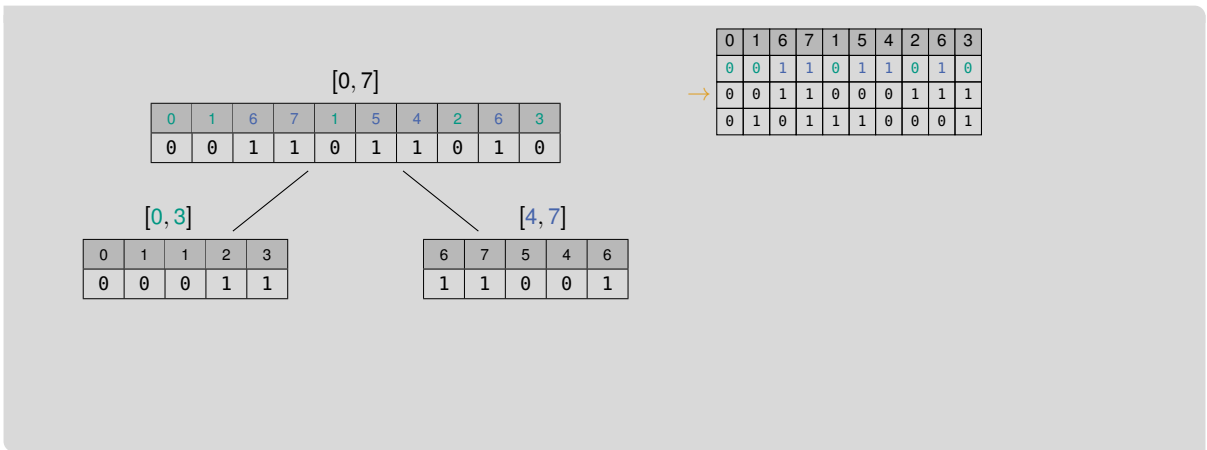 [0, 7]
0 1 6 7 1 5 4 2 6 3
0 0 1 1 0 1 1 0 1 0
[0, 3]
0 1 1 2 3
0 0 0 1 1
[4, 7]
6 7 5 4 6
1 1 0 0 1
0 1 6 7 1 5 4 2 6 3
0 0 1 1 0 1 1 0 1 0
→ 0 0 1 1 0 0 0 1 1 1
0 1 0 1 1 1 0 0 0 1